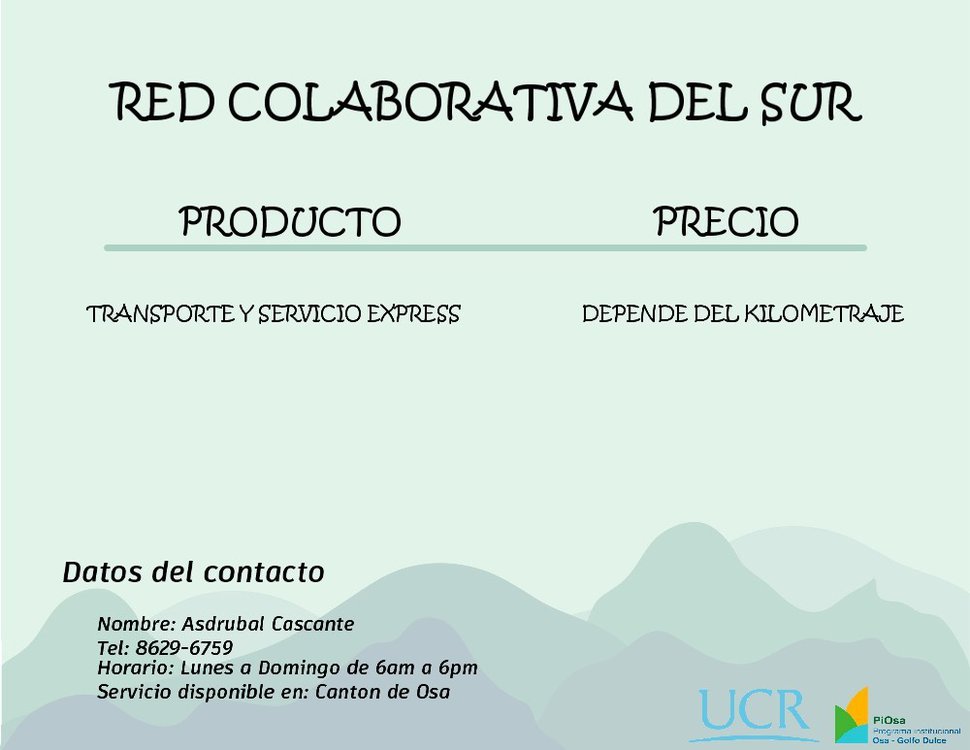 RED COLABORATIVA DEL SUR
PRODUCTO PRECIO
TRANSPORTE Y SERVICIO EXPRESS DEPENDE DEL KILOMETRAJE
Datos del contacto
Nombre: Asdrubal Cascante
Tel: 8629-6759
Horario: Lunes a Domingo de 6am a 6pm
Servicio disponible en: Canton de Osa
UCR
PiOsa
Programa Institucional
Osa - Golfo Dulce